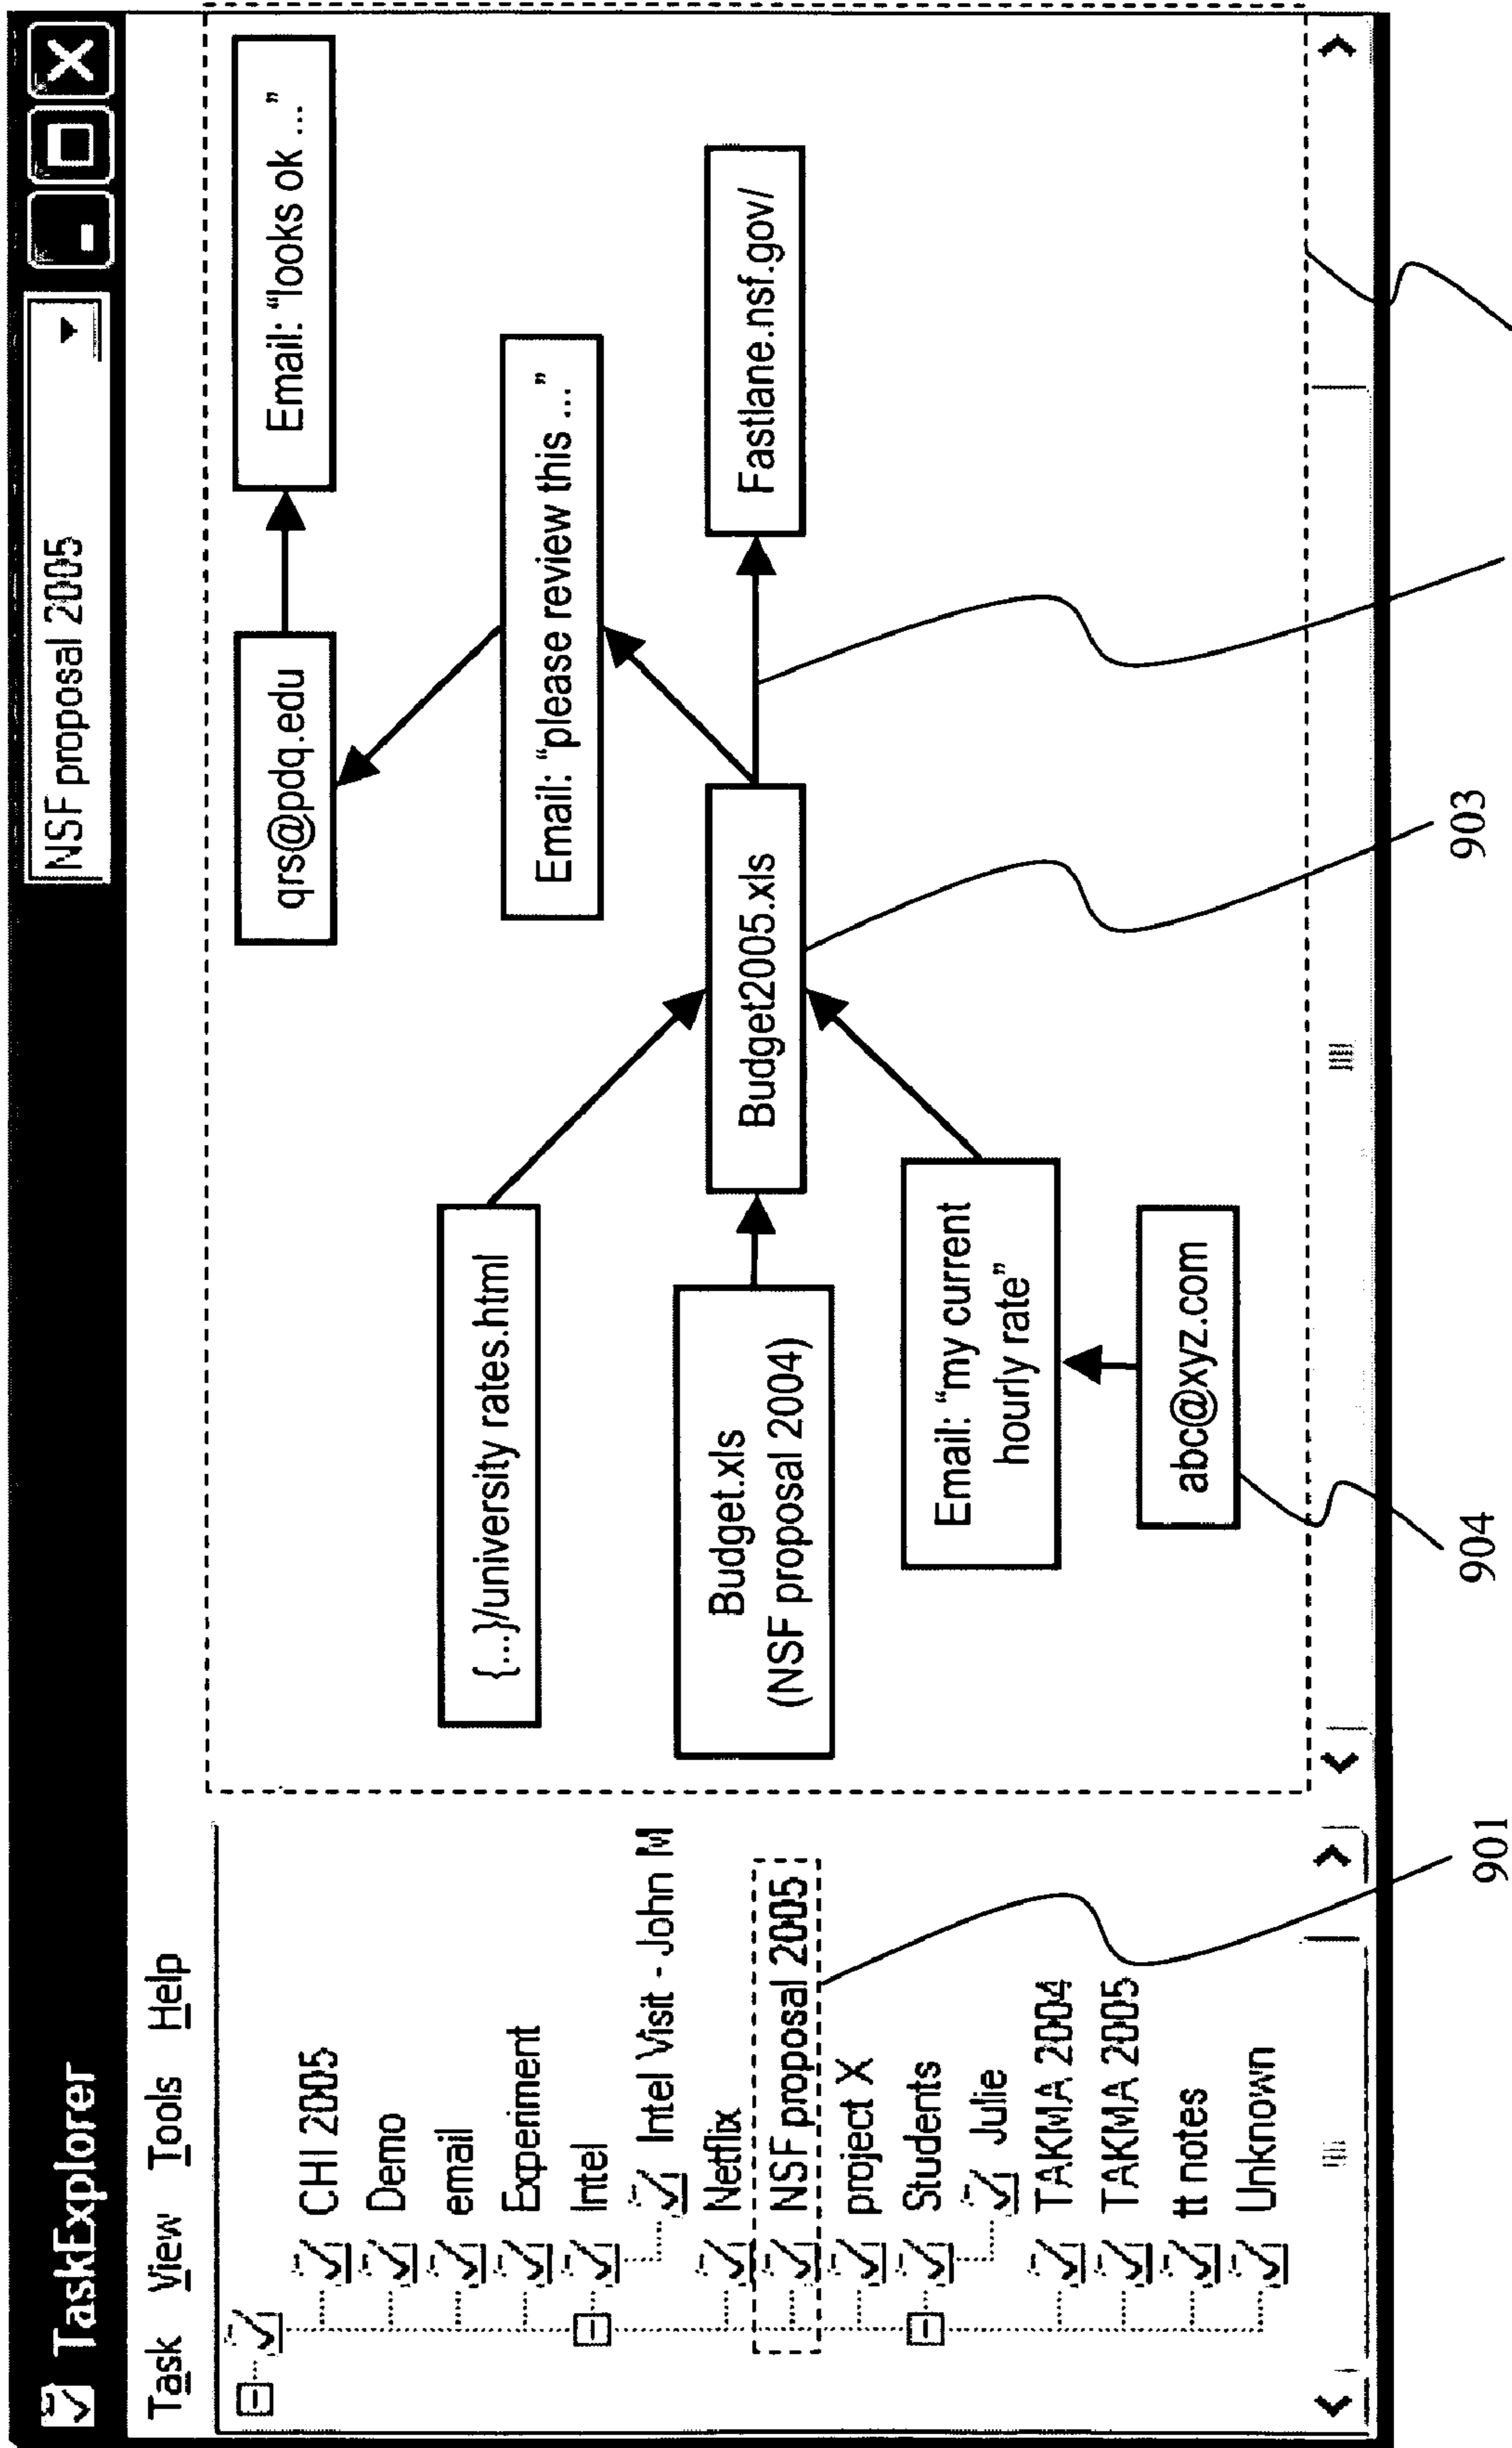 TaskExplorer
NSF proposal 2005
Task View Tools Help
CHI 2005
Demo
email
Experiment
Intel
Intel Visit - John M
Netflix
NSF proposal 2005
project X
Students
Julie
TAKMA 2004
TAKMA 2005
tt notes
Unknown
qrs@pdq.edu
Email: “looks ok ...”
{...}/university rates.html
Email: “please review this ...”
Budget.xls
(NSF proposal 2004)
Budget2005.xls
Fastlane.nsf.gov/
Email: “my current
hourly rate”
abc@xyz.com
901
904
903